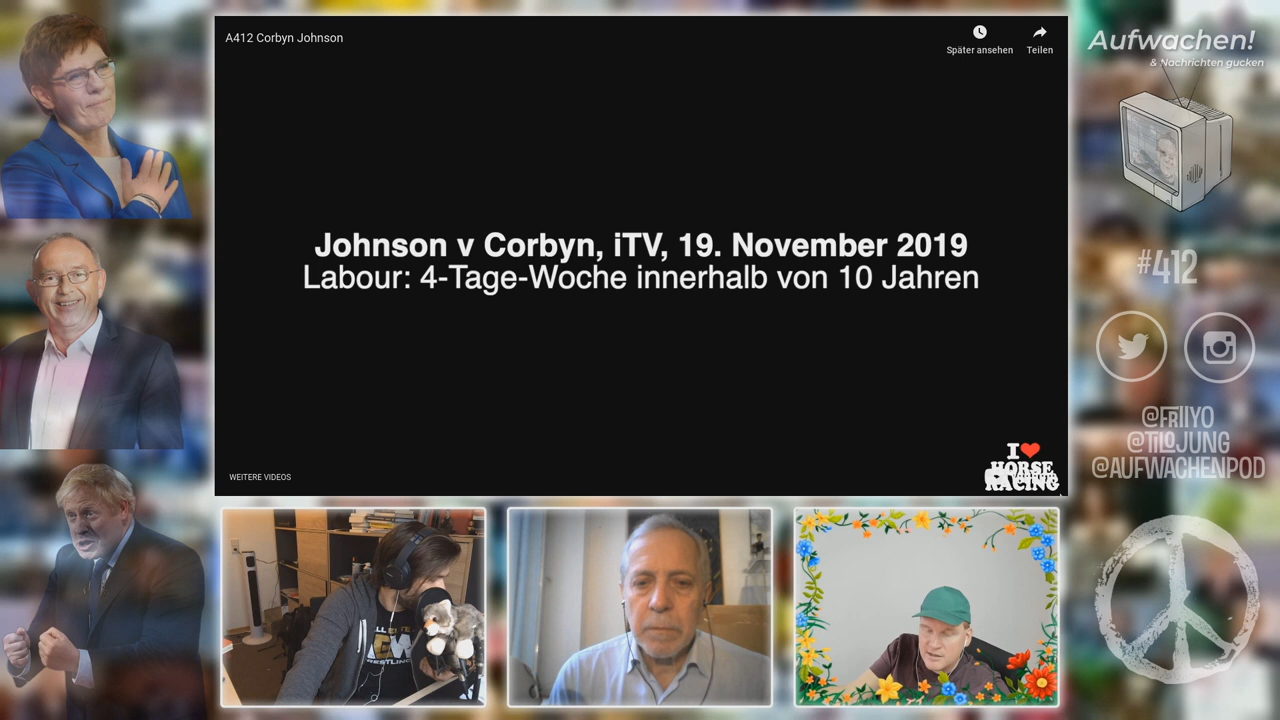 A412 Corbyn Johnson
Später ansehen
Teilen
Johnson v Corbyn, iTV, 19. November 2019
Labour: 4-Tage-Woche innerhalb von 10 Jahren
WEITERE VIDEOS
I
HORSE
RACING
Aufwachen!
& Nachrichten gucken
#412
@FRIIYO
@TILOJUNG
@AUFWACHENPOD